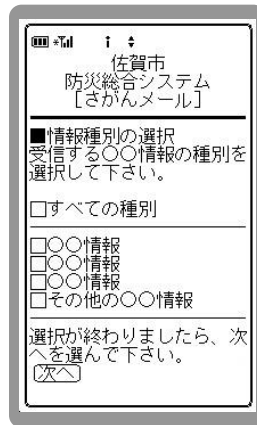 佐賀市
防災総合システム
[さがんメール]
■情報種別の選択
受信する○○情報の種別を
選択して下さい。
□すべての種別
□○○情報
□○○情報
□○○情報
□その他の○○情報
選択が終わりましたら、次
へを選んで下さい。
(次へ)